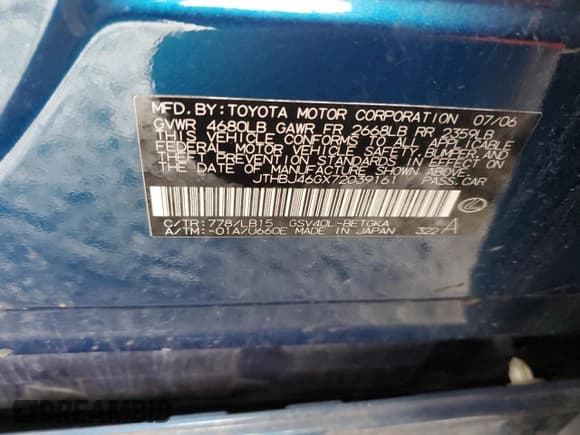 MFD. BY: TOYOTA MOTOR CORPORATION 07/06
GVWR 4680LB GAWR FR 2668LB RR 2359LB
THIS VEHICLE CONFORMS TO ALL APPLICABLE
FEDERAL MOTOR VEHICLE SAFETY, BUMPER, AND
THEFT PREVENTION STANDARDS IN EFFECT ON
THE DATE OF MANUFACTURE SHOWN ABOVE.
JTHBJ46GX72039161 PASS. CAR
C/TR: 778/LB15 GSV40L-BETGKA
A/TM: -01A/U660E MADE IN JAPAN 322 A
DREAMBID